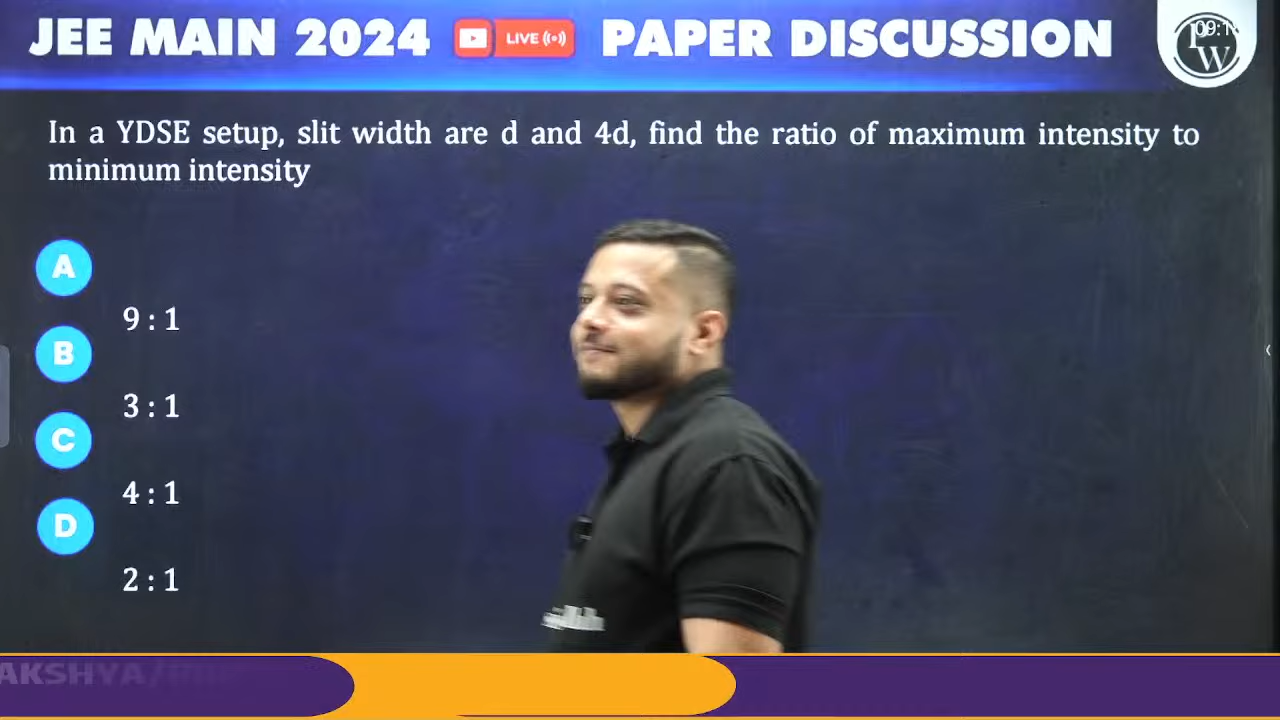 JEE MAIN 2024 LIVE PAPER DISCUSSION
In a YDSE setup, slit width are d and 4d, find the ratio of maximum intensity to
minimum intensity
A
9 : 1
B
3 : 1
C
4 : 1
D
2 : 1